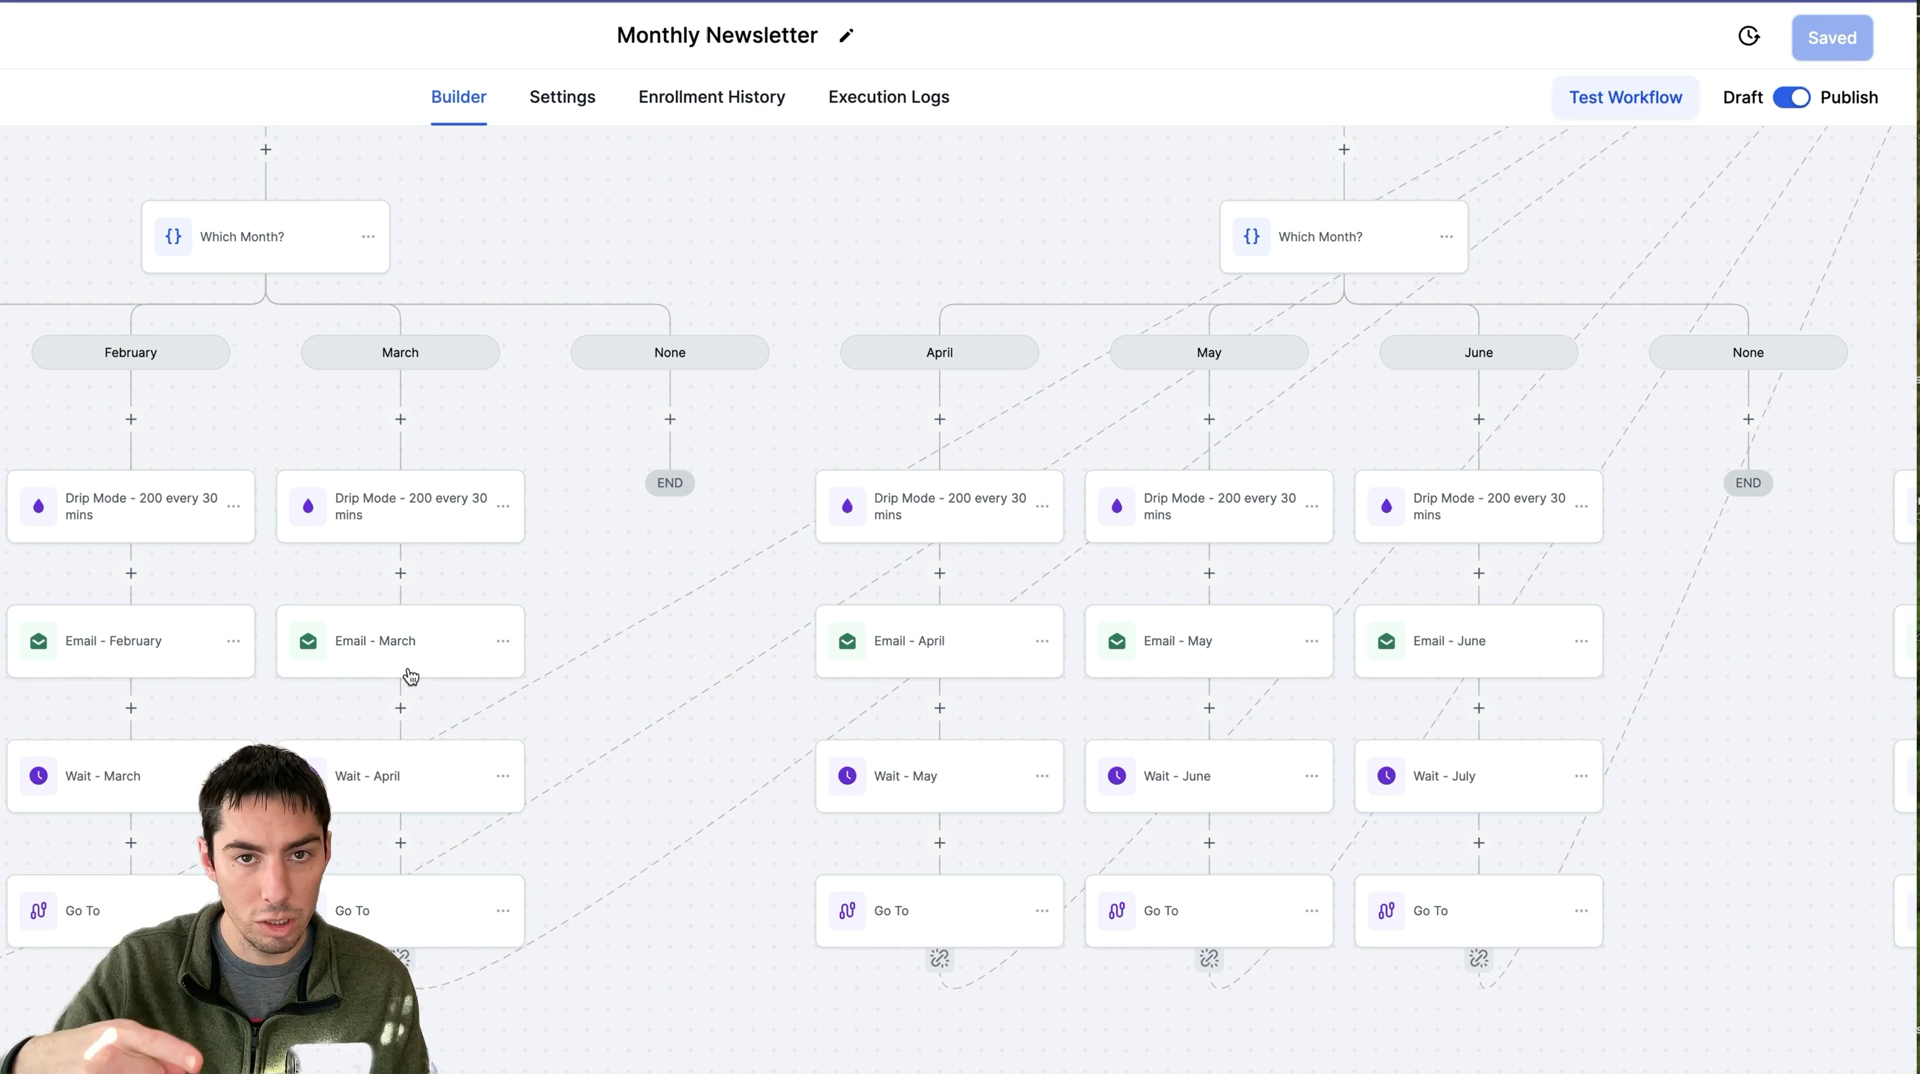 Monthly Newsletter
Saved
Builder
Settings
Enrollment History
Execution Logs
Test Workflow
Draft
Publish
{} Which Month?
{} Which Month?
February
March
None
April
May
June
None
END
END
Drip Mode - 200 every 30
mins
Drip Mode - 200 every 30
mins
Drip Mode - 200 every 30
mins
Drip Mode - 200 every 30
mins
Drip Mode - 200 every 30
mins
Email - February
Email - March
Email - April
Email - May
Email - June
Wait - March
Wait - April
Wait - May
Wait - June
Wait - July
Go To
Go To
Go To
Go To
Go To